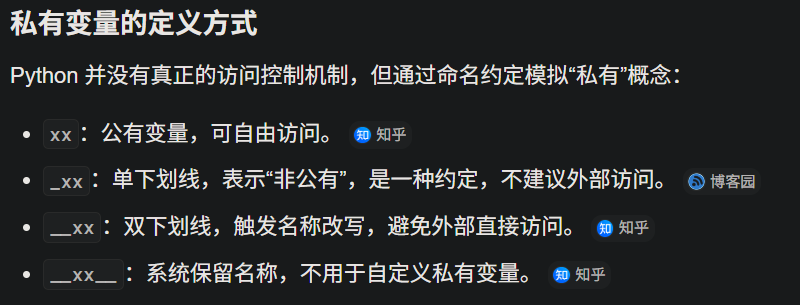 私有变量的定义方式
Python 并没有真正的访问控制机制，但通过命名约定模拟“私有”概念：
• xx：公有变量，可自由访问。 知 知乎
• _xx：单下划线，表示“非公有”，是一种约定，不建议外部访问。 博客园
• __xx：双下划线，触发名称改写，避免外部直接访问。 知 知乎
• __xx__：系统保留名称，不用于自定义私有变量。 知 知乎